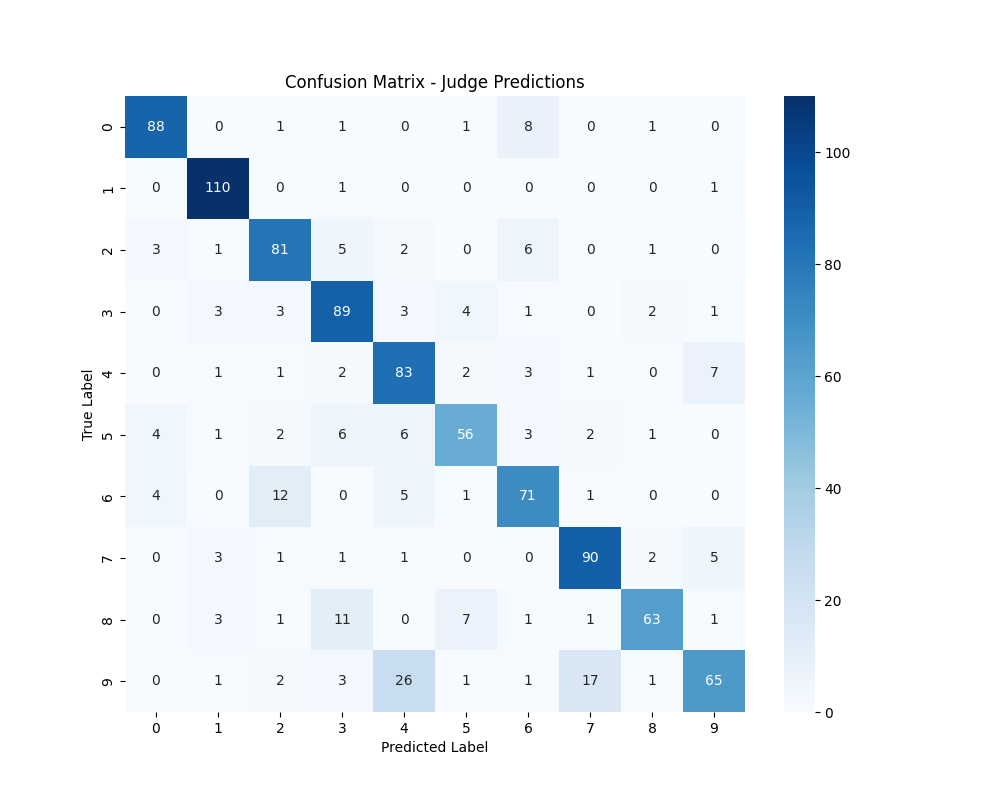 Confusion Matrix - Judge Predictions
0 88 0 1 1 0 1 8 0 1 0
1 0 110 0 1 0 0 0 0 0 1
2 3 1 81 5 2 0 6 0 1 0
3 0 3 3 89 3 4 1 0 2 1
4 0 1 1 2 83 2 3 1 0 7
5 4 1 2 6 6 56 3 2 1 0
6 4 0 12 0 5 1 71 1 0 0
7 0 3 1 1 1 0 0 90 2 5
8 0 3 1 11 0 7 1 1 63 1
9 0 1 2 3 26 1 1 17 1 65
0 1 2 3 4 5 6 7 8 9
Predicted Label
True Label
100
80
60
40
20
0